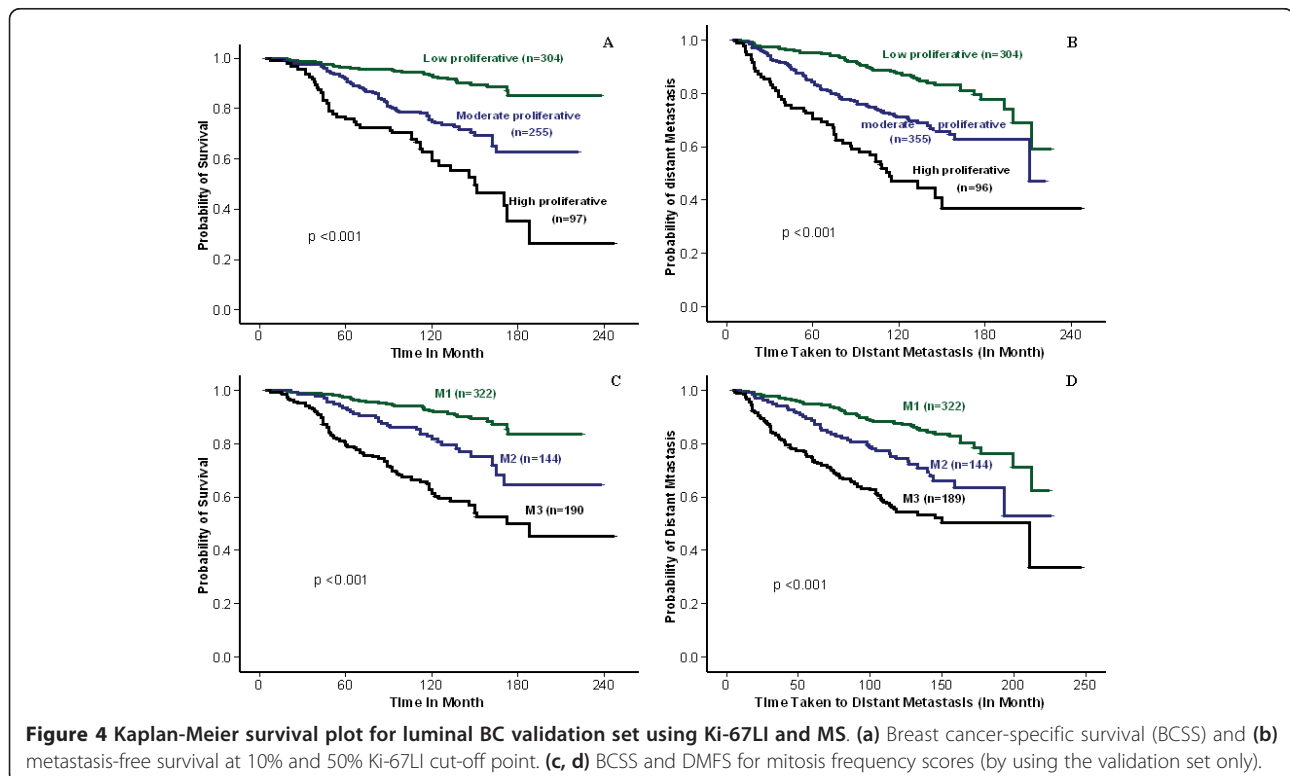 A
Low proliferative (n=304)
Moderate proliferative
(n=255)
High proliferative
(n=97)
p <0.001
Probability of Survival
1.0
0.8
0.6
0.4
0.2
0.0
0 60 120 180 240
Time In Month
B
Low proliferative (n=304)
moderate proliferative
(n=355)
High proliferative
(n=96)
p <0.001
Probability of distant Metastasis
1.0
0.8
0.6
0.4
0.2
0.0
0 60 120 180 240
Time Taken to Distant Metastasis (In Month)
C
M1 (n=322)
M2 (n=144)
M3 (n=190
p <0.001
Probability of Survival
1.0
0.8
0.6
0.4
0.2
0.0
0 60 120 180 240
Time In Month
D
M1 (n=322)
M2 (n=144)
M3 (n=189)
p <0.001
Probability of Distant Mtastasis
1.0
0.8
0.6
0.4
0.2
0.0
0 50 100 150 200 250
Time Taken to Distant Metastasis (In Month)
Figure 4 Kaplan-Meier survival plot for luminal BC validation set using Ki-67LI and MS. (a) Breast cancer-specific survival (BCSS) and (b)
metastasis-free survival at 10% and 50% Ki-67LI cut-off point. (c, d) BCSS and DMFS for mitosis frequency scores (by using the validation set only).